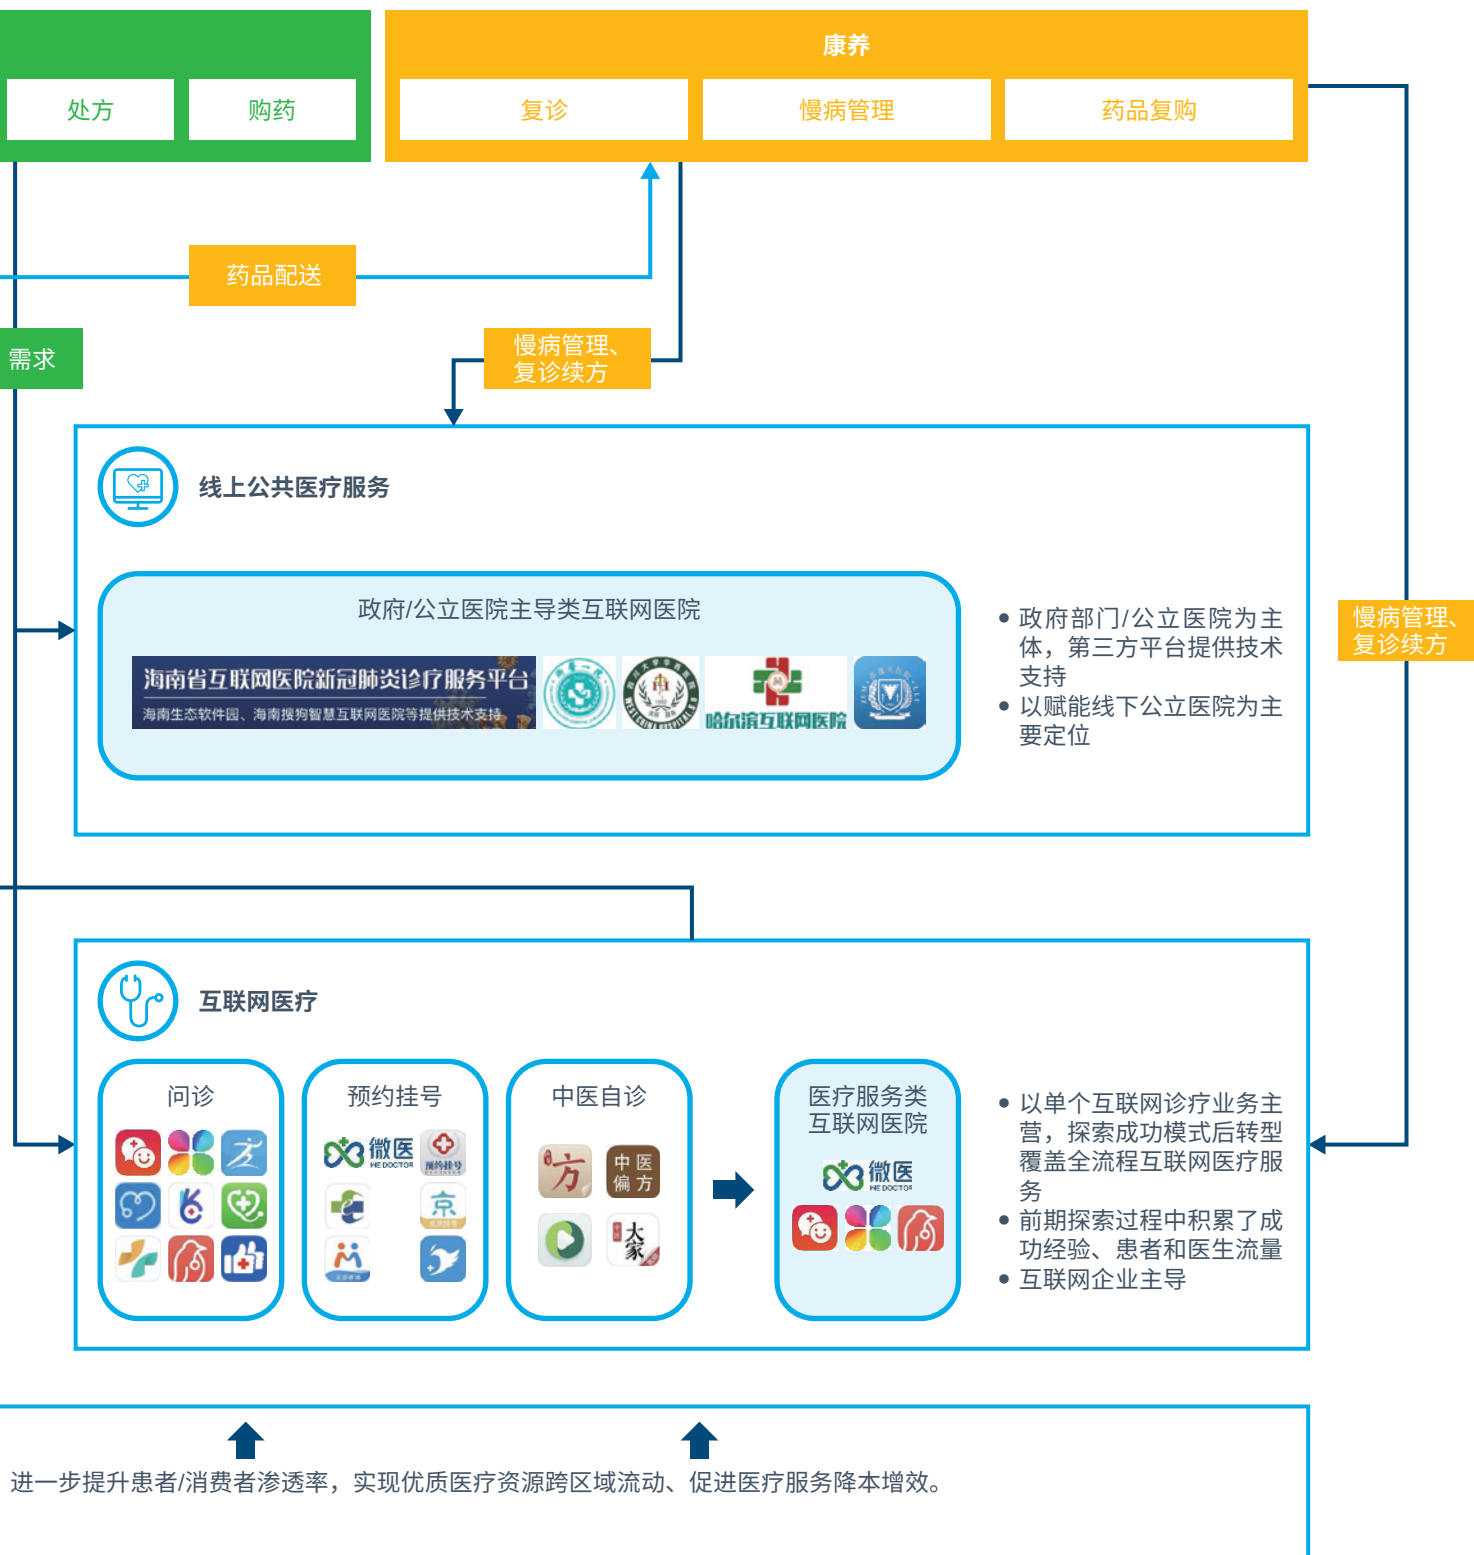 康养
处方
购药
复诊
慢病管理
药品复购
药品配送
需求
慢病管理、
复诊续方
线上公共医疗服务
政府/公立医院主导类互联网医院
海南省互联网医院新冠肺炎诊疗服务平台
海南生态软件园、海南搜狗智慧互联网医院等提供技术支持
哈尔滨互联网医院
政府部门/公立医院为主
体，第三方平台提供技术
支持
以赋能线下公立医院为主
要定位
慢病管理、
复诊续方
互联网医疗
问诊
预约挂号
微医
WE DOCTOR
预约挂号
京
中医自诊
方
中医
偏方
大家
医疗服务类
互联网医院
微医
WE DOCTOR
以单个互联网诊疗业务主
营，探索成功模式后转型
覆盖全流程互联网医疗服
务
前期探索过程中积累了成
功经验、患者和医生流量
互联网企业主导
进一步提升患者/消费者渗透率，实现优质医疗资源跨区域流动、促进医疗服务降本增效。